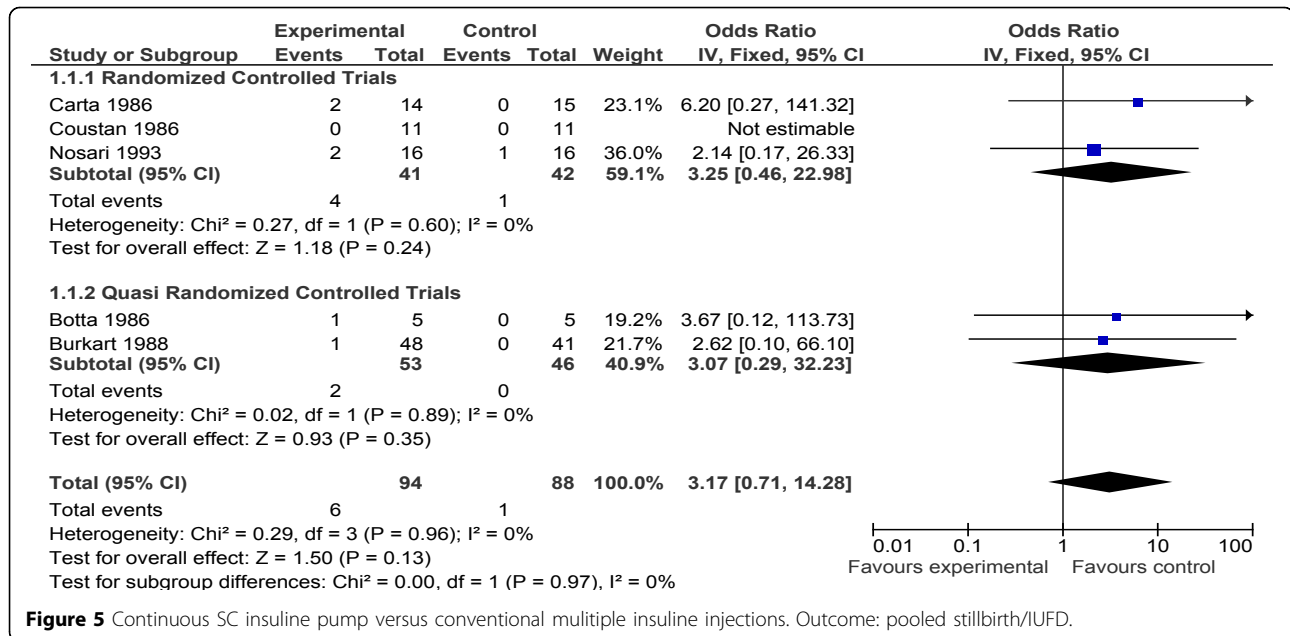 Experimental Control Odds Ratio Odds Ratio
Study or Subgroup Events Total Events Total Weight IV, Fixed, 95% CI IV, Fixed, 95% CI
1.1.1 Randomized Controlled Trials
Carta 1986 2 14 0 15 23.1% 6.20 [0.27, 141.32]
Coustan 1986 0 11 0 11 Not estimable
Nosari 1993 2 16 1 16 36.0% 2.14 [0.17, 26.33]
Subtotal (95% CI) 41 42 59.1% 3.25 [0.46, 22.98]
Total events 4 1
Heterogeneity: Chi² = 0.27, df = 1 (P = 0.60); I² = 0%
Test for overall effect: Z = 1.18 (P = 0.24)
1.1.2 Quasi Randomized Controlled Trials
Botta 1986 1 5 0 5 19.2% 3.67 [0.12, 113.73]
Burkart 1988 1 48 0 41 21.7% 2.62 [0.10, 66.10]
Subtotal (95% CI) 53 46 40.9% 3.07 [0.29, 32.23]
Total events 2 0
Heterogeneity: Chi² = 0.02, df = 1 (P = 0.89); I² = 0%
Test for overall effect: Z = 0.93 (P = 0.35)
Total (95% CI) 94 88 100.0% 3.17 [0.71, 14.28]
Total events 6 1
Heterogeneity: Chi² = 0.29, df = 3 (P = 0.96); I² = 0%
Test for overall effect: Z = 1.50 (P = 0.13)
Test for subgroup differences: Chi² = 0.00, df = 1 (P = 0.97), I² = 0%
0.01 0.1 1 10 100
Favours experimental Favours control
Figure 5 Continuous SC insuline pump versus conventional mulitiple insuline injections. Outcome: pooled stillbirth/IUFD.